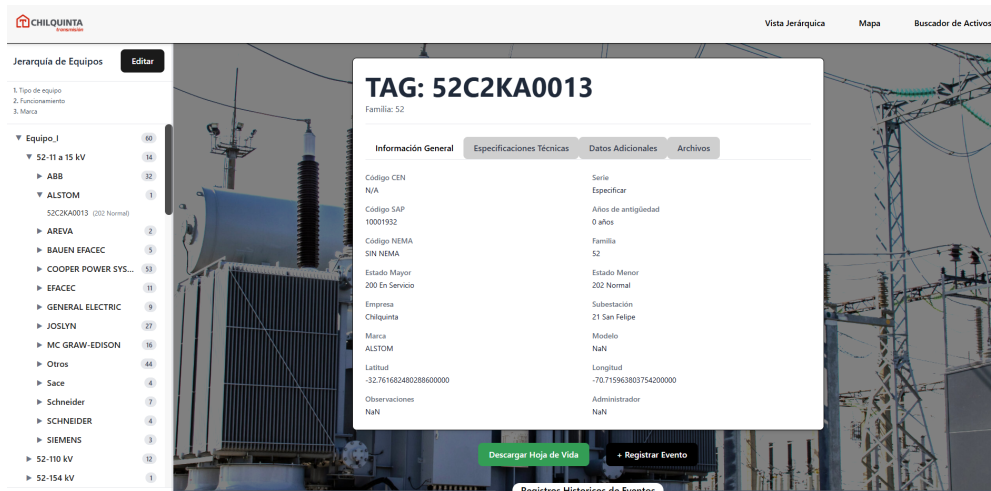 CHILQUINTA
transmisión
Vista Jerárquica
Mapa
Buscador de Activos
Jerarquía de Equipos
Editar
1. Tipo de equipo
2. Funcionamiento
3. Marca
Equipo_I 60
52-11 a 15 kV 14
ABB 32
ALSTOM 1
52C2KA0013 (202 Normal)
AREVA 2
BAUEN EFACEC 5
COOPER POWER SYS... 53
EFACEC 11
GENERAL ELECTRIC 9
JOSLYN 27
MC GRAW-EDISON 16
Otros 44
Sace 4
Schneider 7
SCHNEIDER 4
SIEMENS 3
52-110 kV 12
52-154 kV 1
TAG: 52C2KA0013
Familia: 52
Información General
Especificaciones Técnicas
Datos Adicionales
Archivos
Código CEN
N/A
Serie
Especificar
Código SAP
10001932
Años de antigüedad
0 años
Código NEMA
SIN NEMA
Familia
52
Estado Mayor
200 En Servicio
Estado Menor
202 Normal
Empresa
Chilquinta
Subestación
21 San Felipe
Marca
ALSTOM
Modelo
NaN
Latitud
-32.761682480288600000
Longitud
-70.715963803754200000
Observaciones
NaN
Administrador
NaN
Descargar Hoja de Vida
+ Registrar Evento
Registros Historicos de Eventos